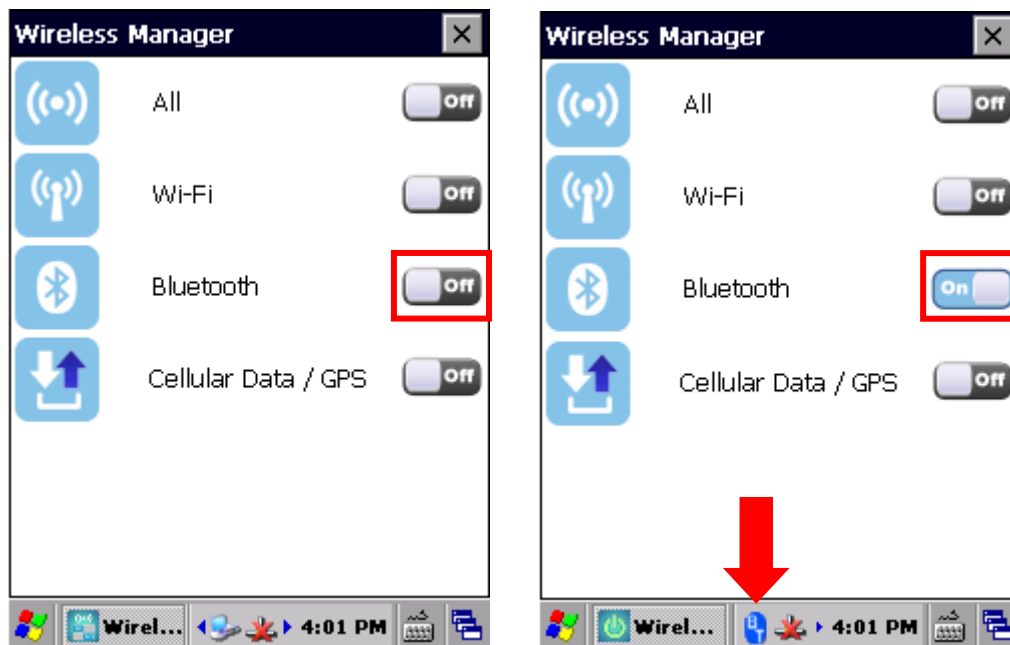 Wireless Manager
All Off
Wi-Fi Off
Bluetooth Off
Cellular Data / GPS Off
Wirel... 4:01 PM
Wireless Manager
All Off
Wi-Fi Off
Bluetooth On
Cellular Data / GPS Off
Wirel... BT 4:01 PM